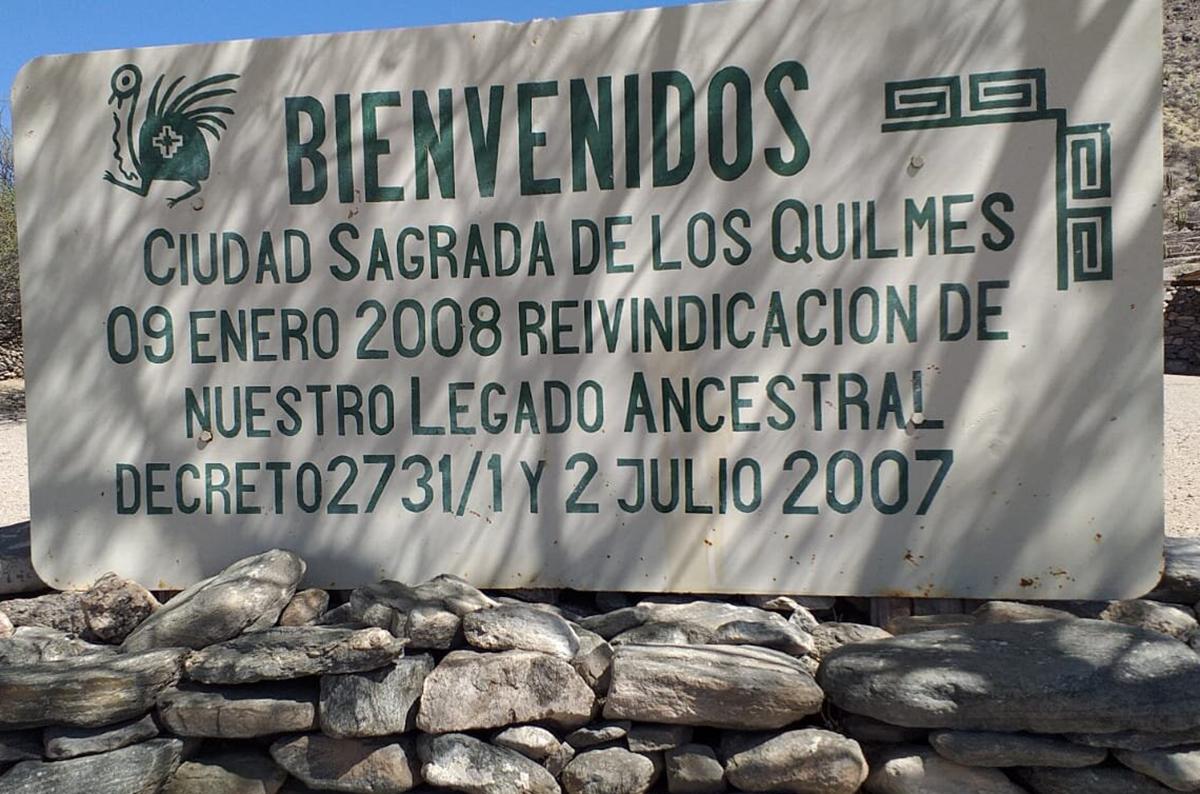 BIENVENIDOS
CIUDAD SAGRADA DE LOS QUILMES
09 ENERO 2008 REIVINDICACION DE
NUESTRO LEGADO ANCESTRAL
DECRETO2731/1 Y 2 JULIO 2007